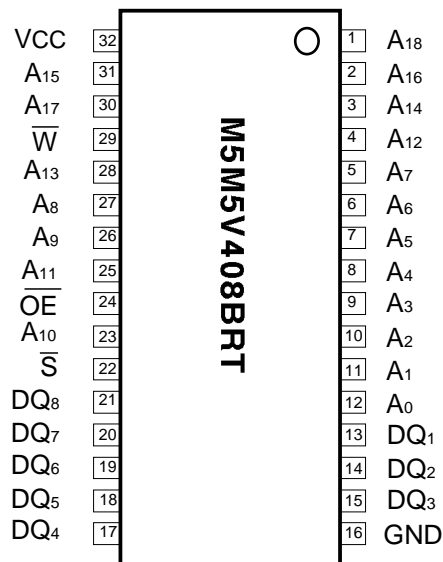 VCC 32 1 A18
A15 31 2 A16
A17 30 3 A14
W 29 4 A12
A13 28 5 A7
A8 27 6 A6
A9 26 7 A5
A11 25 8 A4
OE 24 9 A3
A10 23 10 A2
S 22 11 A1
DQ8 21 12 A0
DQ7 20 13 DQ1
DQ6 19 14 DQ2
DQ5 18 15 DQ3
DQ4 17 16 GND
M5M5V408BRT